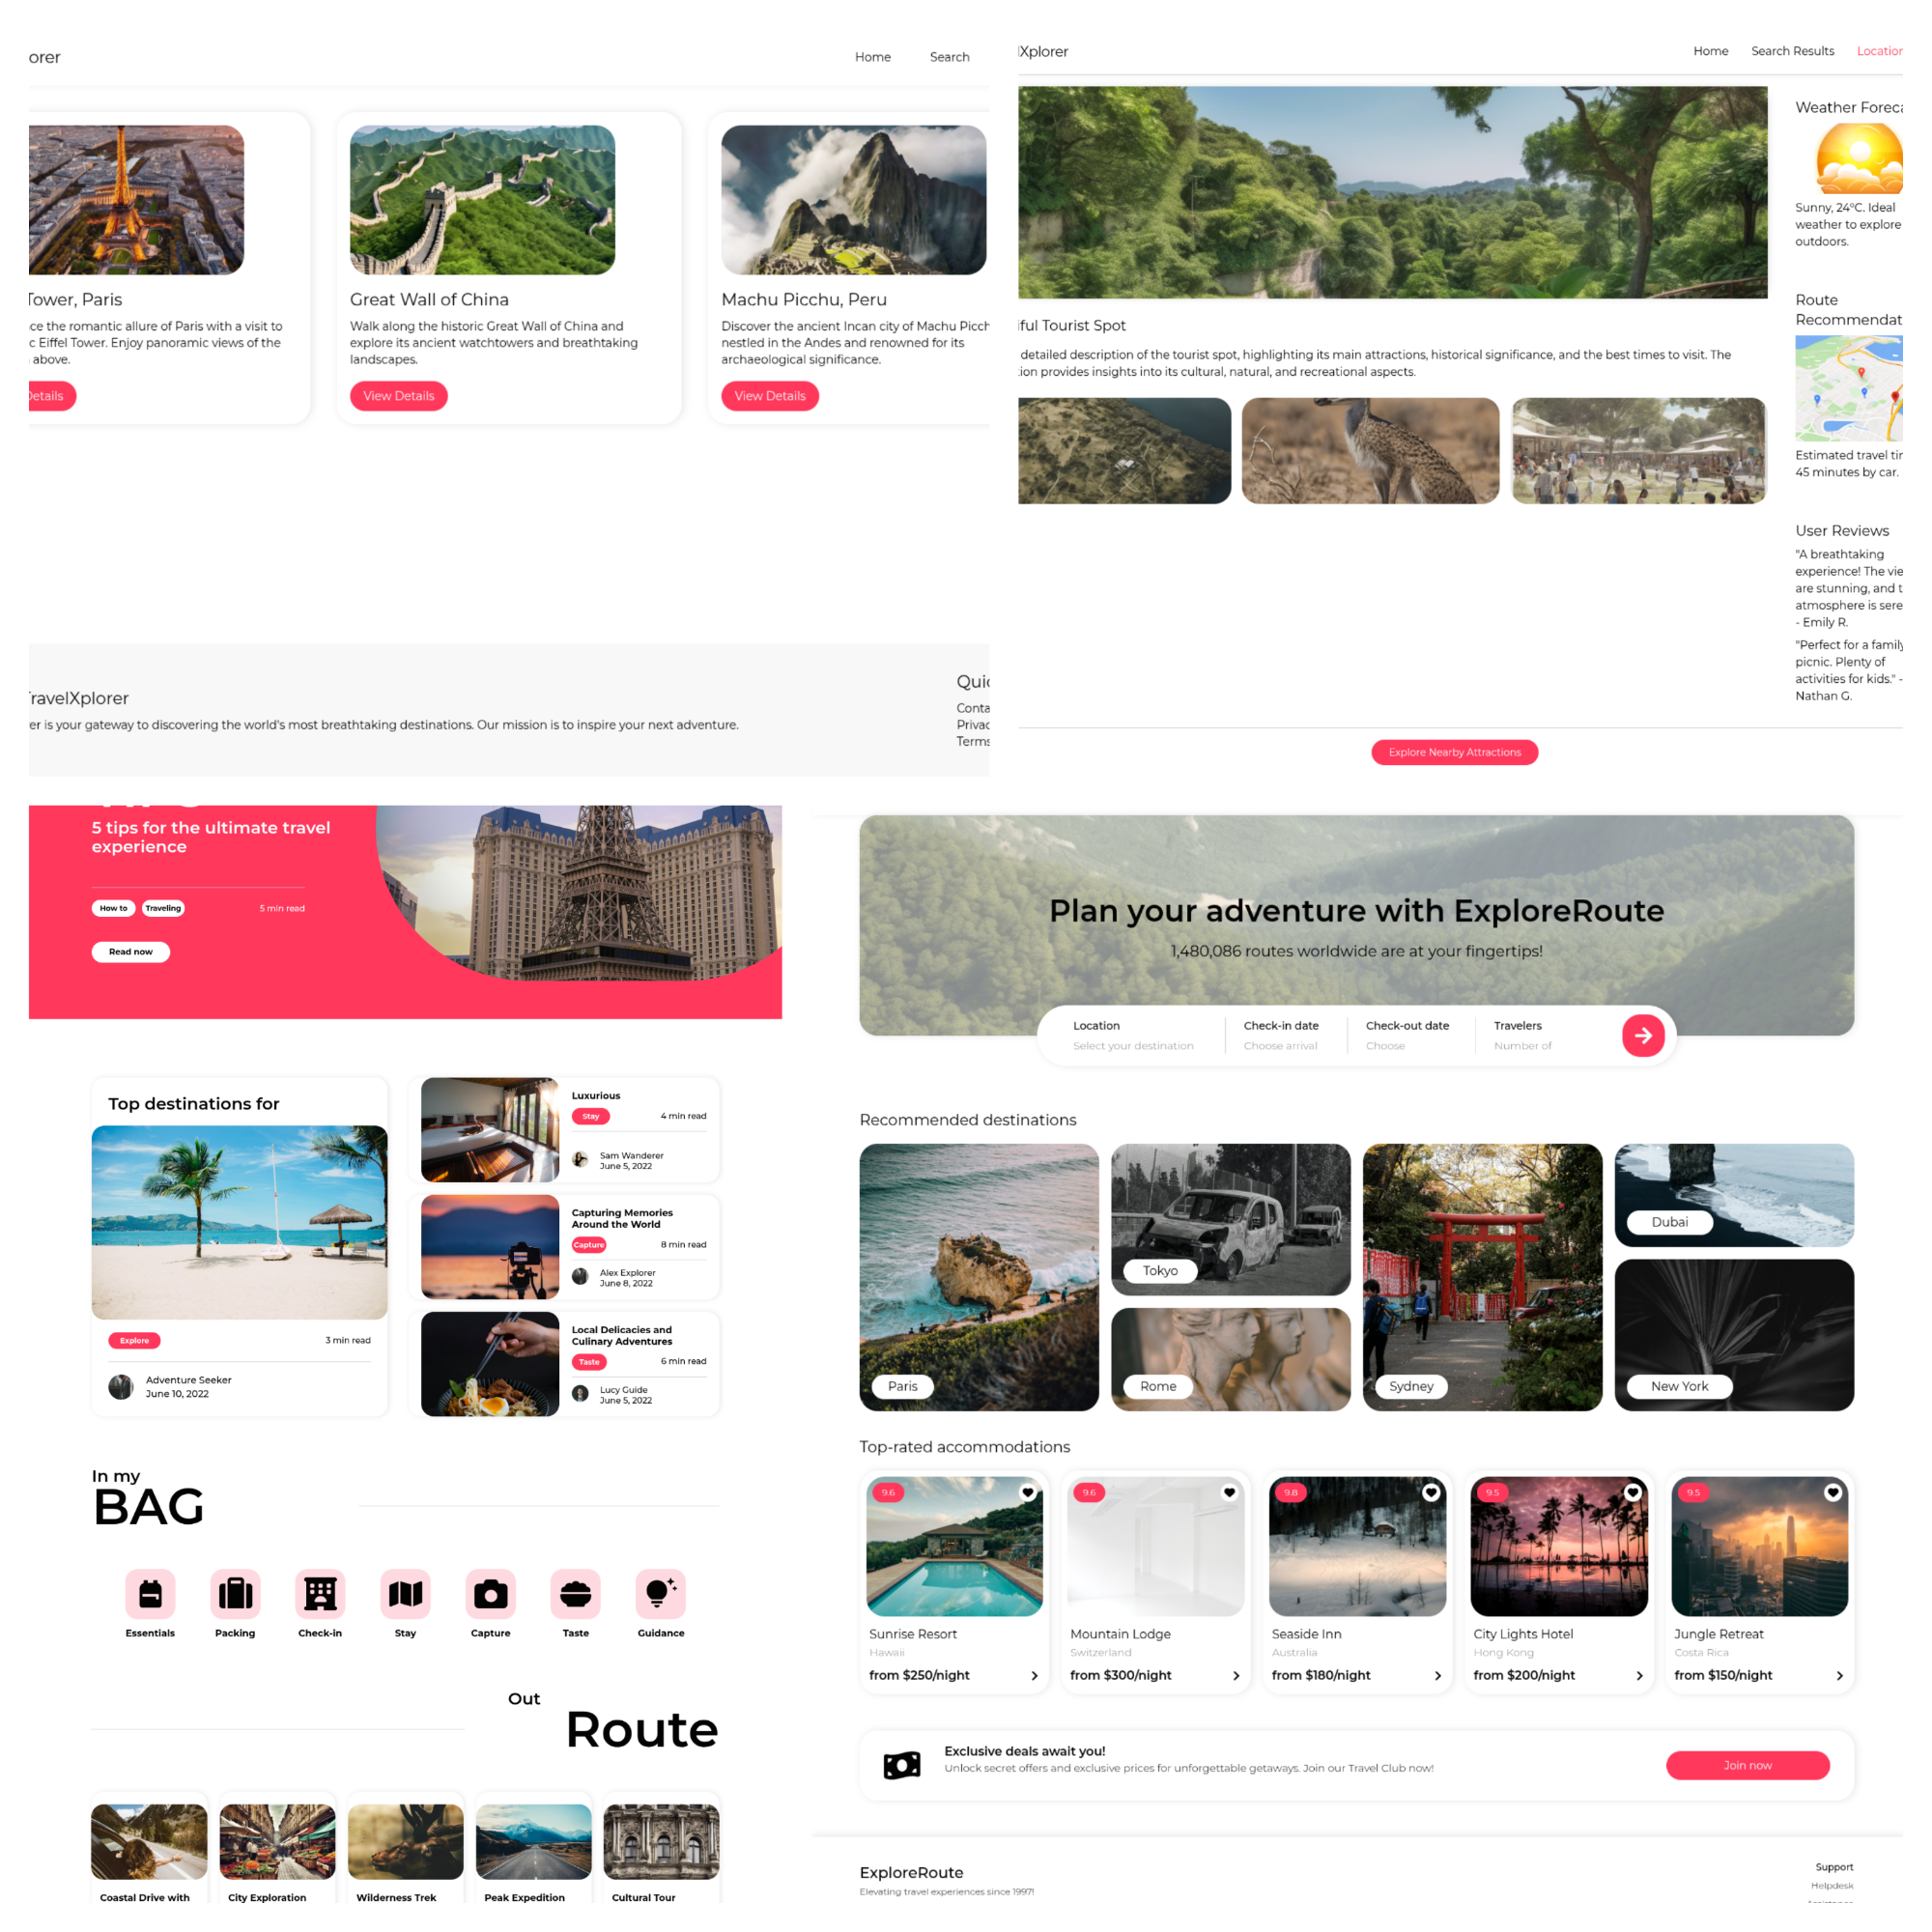 orer
Home
Search
Tower, Paris
ce the romantic allure of Paris with a visit to
c Eiffel Tower. Enjoy panoramic views of the
above.
Details
Great Wall of China
Walk along the historic Great Wall of China and
explore its ancient watchtowers and breathtaking
landscapes.
View Details
Machu Picchu, Peru
Discover the ancient Incan city of Machu Picch
nestled in the Andes and renowned for its
archaeological significance.
View Details
TravelXplorer
er is your gateway to discovering the world's most breathtaking destinations. Our mission is to inspire your next adventure.
Quic
Conta
Privac
Terms
lXplorer
Home
Search Results
Location
Weather Foreca
Sunny, 24°C. Ideal
weather to explore
outdoors.
Route
Recommendat
Estimated travel tim
45 minutes by car.
User Reviews
"A breathtaking
experience! The vie
are stunning, and t
atmosphere is sere
- Emily R.
"Perfect for a family
picnic. Plenty of
activities for kids." -
Nathan G.
iful Tourist Spot
detailed description of the tourist spot, highlighting its main attractions, historical significance, and the best times to visit. The
ion provides insights into its cultural, natural, and recreational aspects.
Explore Nearby Attractions
5 tips for the ultimate travel
experience
How to
Traveling
5 min read
Read now
Top destinations for
Explore
3 min read
Adventure Seeker
June 10, 2022
Luxurious
Stay
4 min read
Sam Wanderer
June 5, 2022
Capturing Memories
Around the World
Capture
8 min read
Alex Explorer
June 8, 2022
Local Delicacies and
Culinary Adventures
Taste
6 min read
Lucy Guide
June 5, 2022
In my
BAG
Essentials
Packing
Check-in
Stay
Capture
Taste
Guidance
Out
Route
Coastal Drive with
City Exploration
Wilderness Trek
Peak Expedition
Cultural Tour
Plan your adventure with ExploreRoute
1,480,086 routes worldwide are at your fingertips!
Location
Select your destination
Check-in date
Choose arrival
Check-out date
Choose
Travelers
Number of
Recommended destinations
Paris
Tokyo
Rome
Sydney
Dubai
New York
Top-rated accommodations
9.6
Sunrise Resort
Hawaii
from $250/night
9.6
Mountain Lodge
Switzerland
from $300/night
9.8
Seaside Inn
Australia
from $180/night
9.5
City Lights Hotel
Hong Kong
from $200/night
9.5
Jungle Retreat
Costa Rica
from $150/night
Exclusive deals await you!
Unlock secret offers and exclusive prices for unforgettable getaways. Join our Travel Club now!
Join now
ExploreRoute
Elevating travel experiences since 1997!
Support
Helpdesk